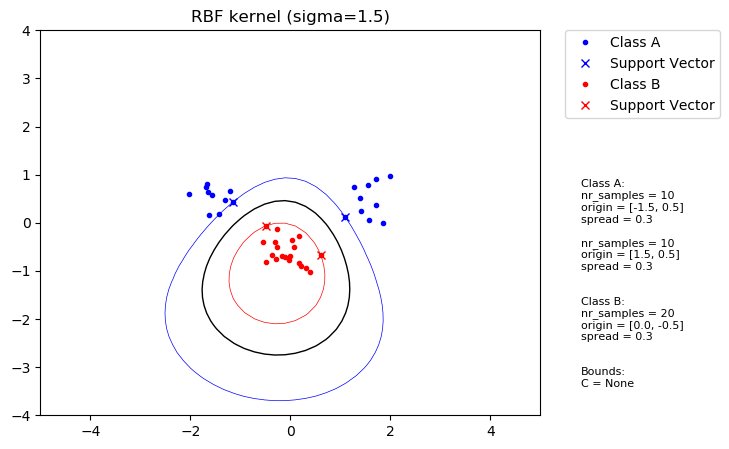 RBF kernel (sigma=1.5)
4
3
2
1
0
−1
−2
−3
−4
−4
−2
0
2
4
Class A
Support Vector
Class B
Support Vector
Class A:
nr_samples = 10
origin = [-1.5, 0.5]
spread = 0.3
nr_samples = 10
origin = [1.5, 0.5]
spread = 0.3
Class B:
nr_samples = 20
origin = [0.0, -0.5]
spread = 0.3
Bounds:
C = None